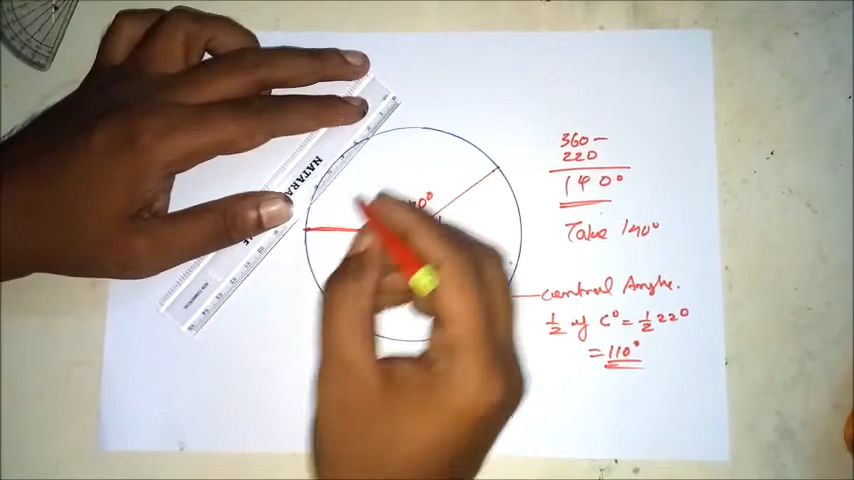 NATARAJ
360 –
220
140°
Take 140°
central Angle.
½ of C° = ½ 220°
= 110°